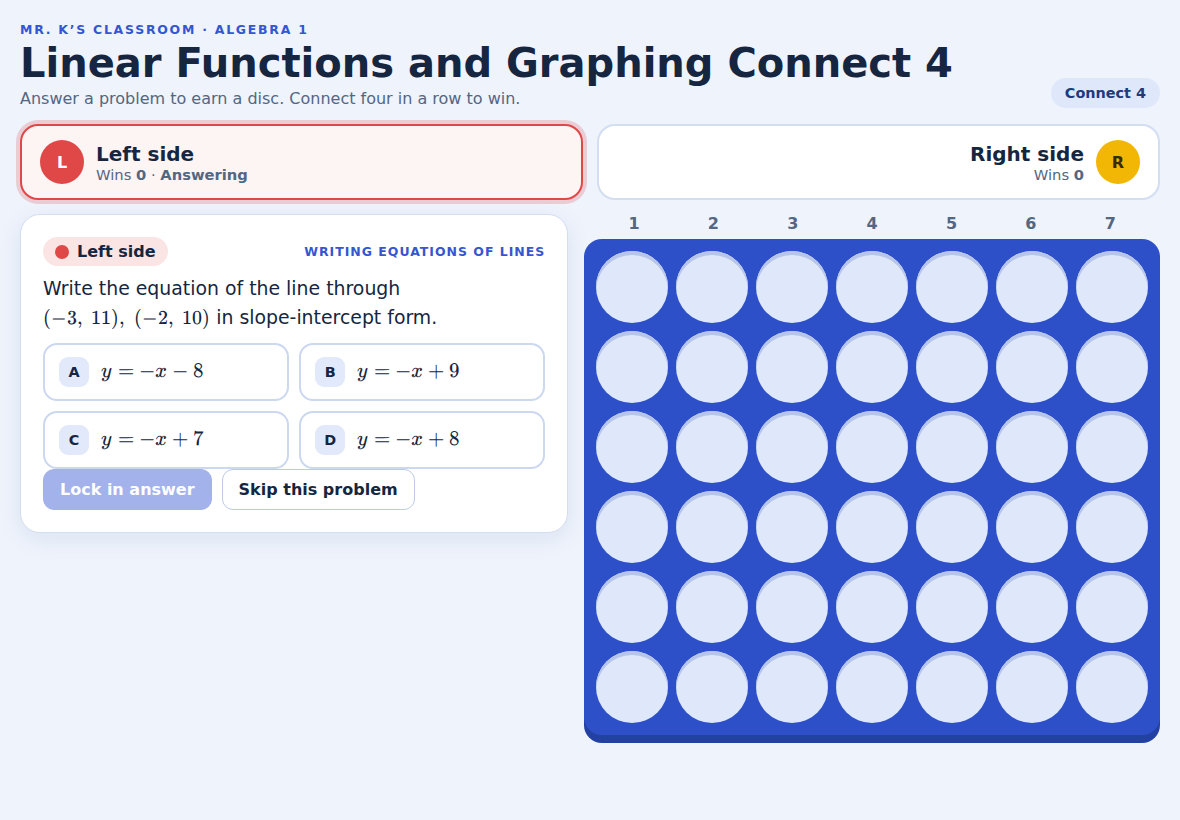 MR. K'S CLASSROOM · ALGEBRA 1
Linear Functions and Graphing Connect 4
Answer a problem to earn a disc. Connect four in a row to win.
Connect 4
L
Left side
Wins 0 · Answering
Right side
Wins 0
R
Left side
WRITING EQUATIONS OF LINES
Write the equation of the line through
(−3, 11), (−2, 10) in slope-intercept form.
A y = −x − 8
B y = −x + 9
C y = −x + 7
D y = −x + 8
Lock in answer
Skip this problem
1 2 3 4 5 6 7